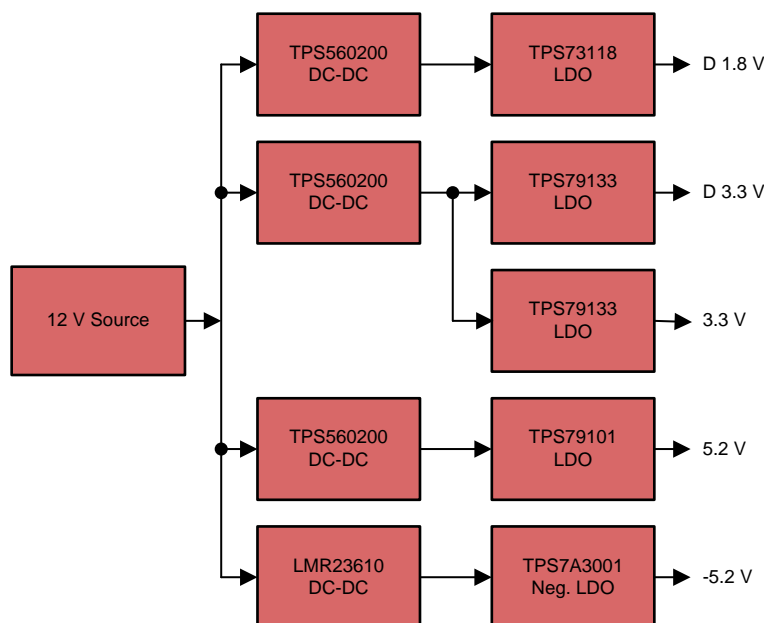 TPS560200
DC-DC
TPS73118
LDO
D 1.8 V
TPS560200
DC-DC
TPS79133
LDO
D 3.3 V
12 V Source
TPS79133
LDO
3.3 V
TPS560200
DC-DC
TPS79101
LDO
5.2 V
LMR23610
DC-DC
TPS7A3001
Neg. LDO
-5.2 V